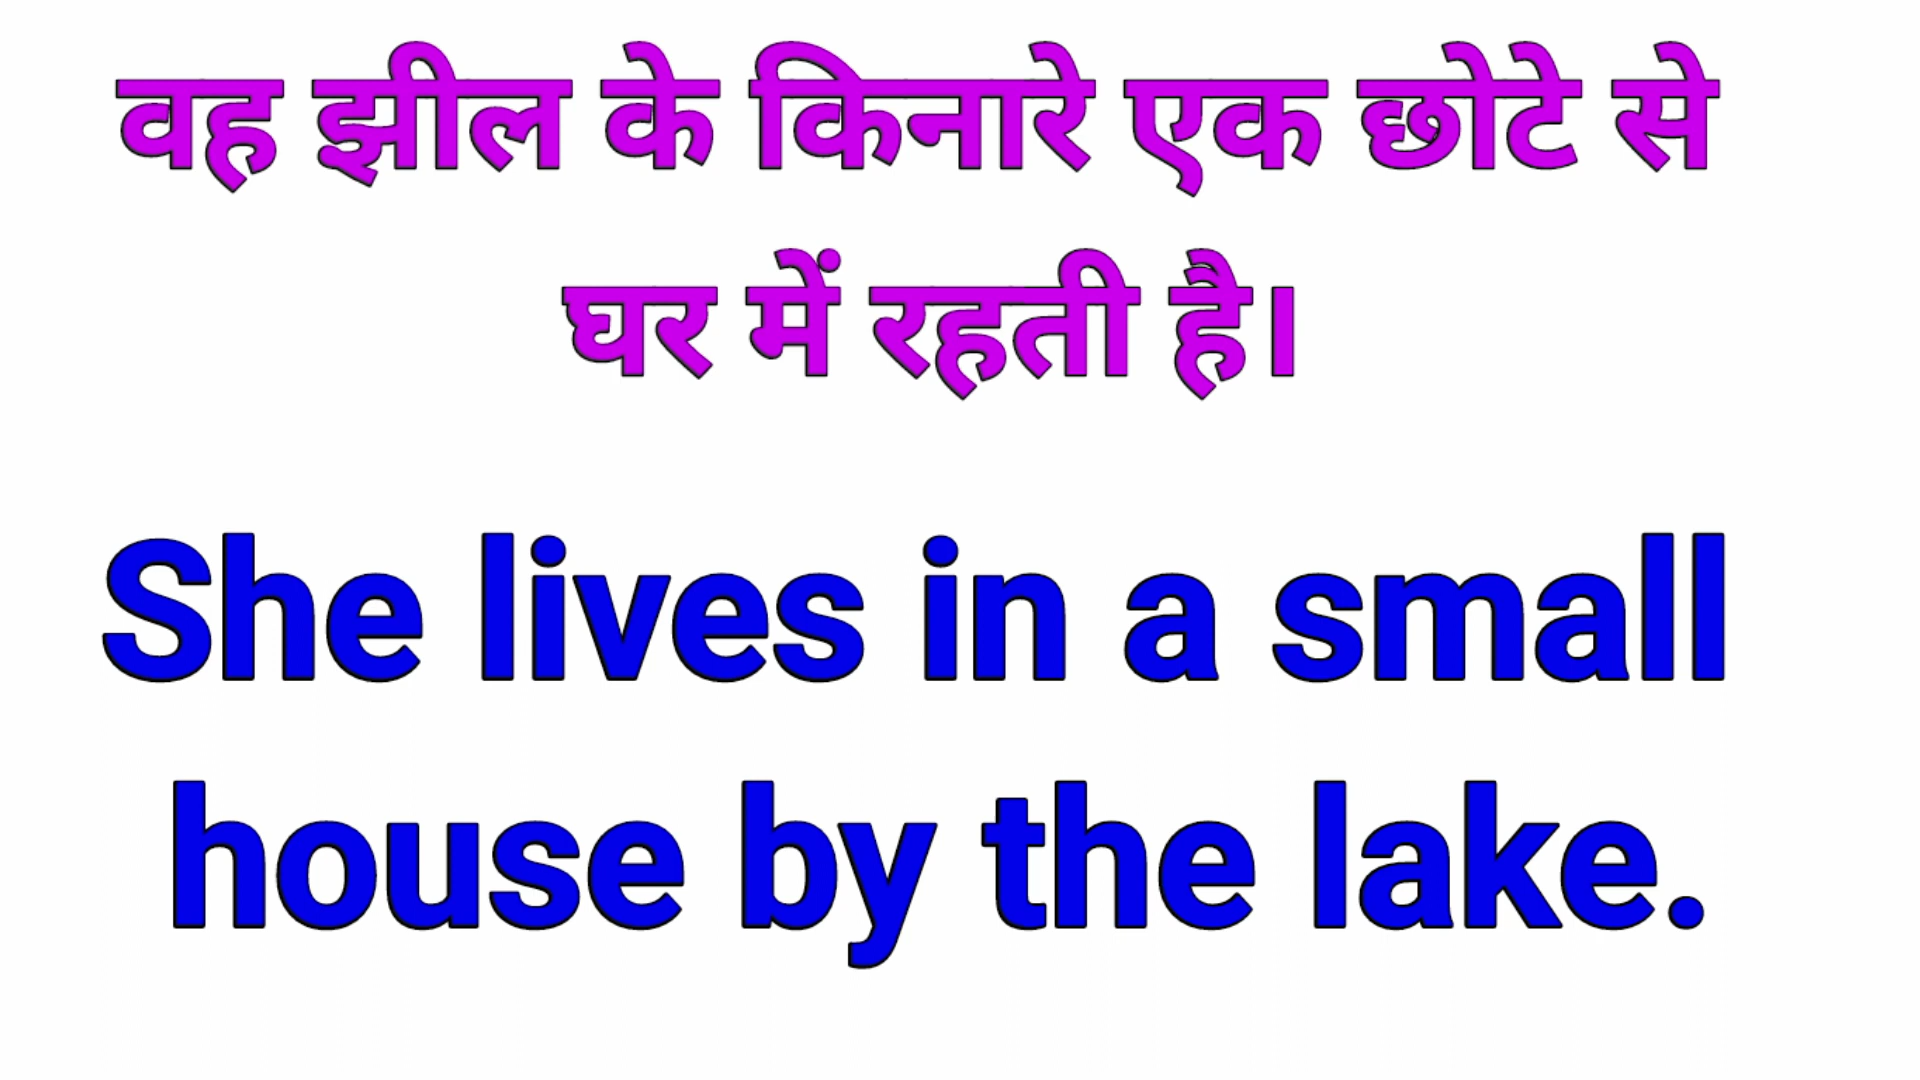 वह झील के किनारे एक छोटे से
घर में रहती है।
She lives in a small
house by the lake.